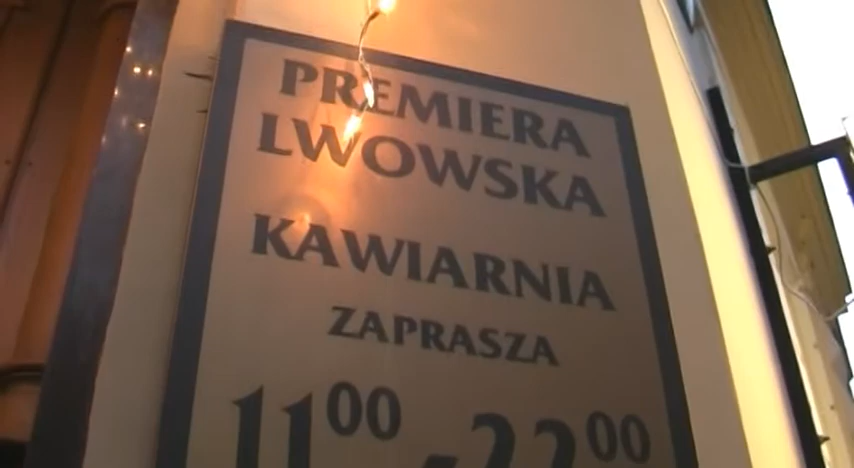 PREMIERA
LWOWSKA
KAWIARNIA
ZAPRASZA
11⁰⁰ - 22⁰⁰